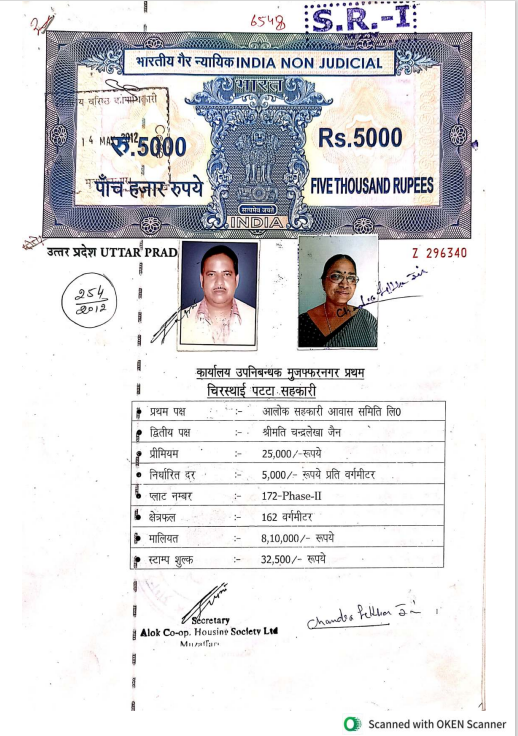 6548
S.R.-I
भारतीय गैर न्यायिक INDIA NON JUDICIAL
भारत
14 MAY 2012
रु.5000
Rs.5000
पाँच हजार रुपये
FIVE THOUSAND RUPEES
सत्यमेव जयते
INDIA
उत्तर प्रदेश UTTAR PRAD
Z 296340
254
2012
कार्यालय उपनिबन्धक मुजफ्फरनगर प्रथम
चिरस्थाई पटटा सहकारी
प्रथम पक्ष :- आलोक सहकारी आवास समिति लि0
द्वितीय पक्ष :- श्रीमति चन्द्रलेखा जैन
प्रीमियम :- 25,000/-रूपये
निर्धारित दर :- 5,000/- रूपये प्रति वर्गमीटर
प्लाट नम्बर :- 172-Phase-II
क्षेत्रफल :- 162 वर्गमीटर
मालियत :- 8,10,000/- रूपये
स्टाम्प शुल्क :- 32,500/- रूपये
Secretary
Alok Co-op. Housing Society Ltd
Scanned with OKEN Scanner